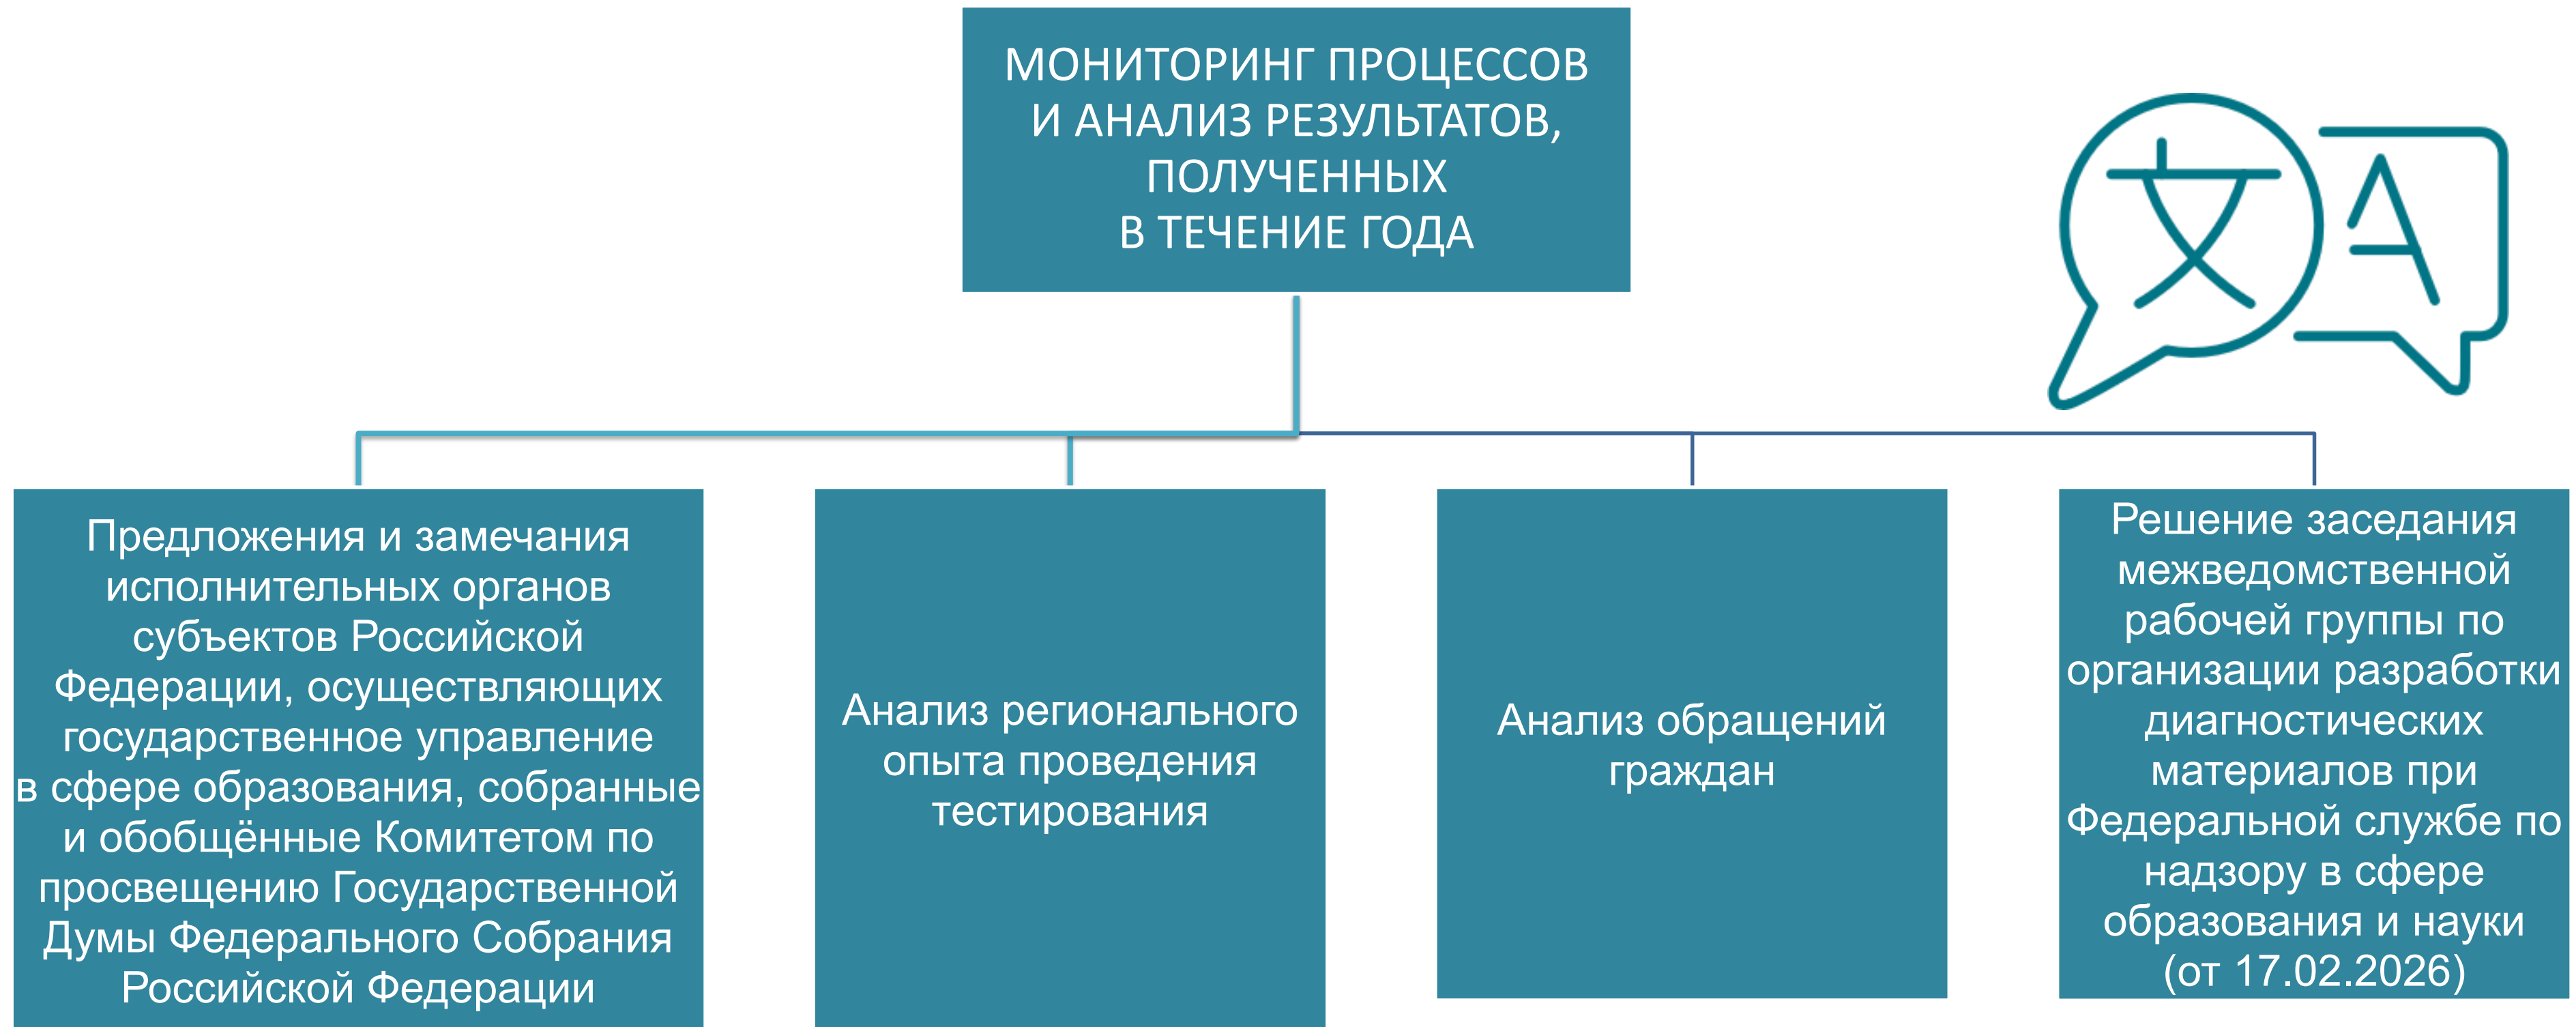 МОНИТОРИНГ ПРОЦЕССОВ
И АНАЛИЗ РЕЗУЛЬТАТОВ,
ПОЛУЧЕННЫХ
В ТЕЧЕНИЕ ГОДА
文
A
Предложения и замечания
исполнительных органов
субъектов Российской
Федерации, осуществляющих
государственное управление
в сфере образования, собранные
и обобщённые Комитетом по
просвещению Государственной
Думы Федерального Собрания
Российской Федерации
Анализ регионального
опыта проведения
тестирования
Анализ обращений
граждан
Решение заседания
межведомственной
рабочей группы по
организации разработки
диагностических
материалов при
Федеральной службе по
надзору в сфере
образования и науки
(от 17.02.2026)